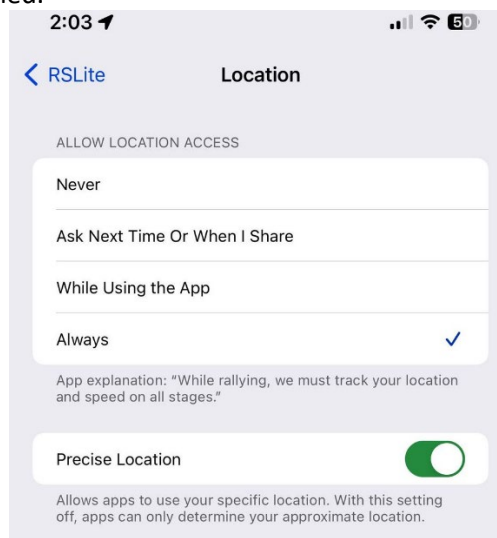 2:03
50
RSLite
Location
ALLOW LOCATION ACCESS
Never
Ask Next Time Or When I Share
While Using the App
Always
App explanation: “While rallying, we must track your location
and speed on all stages.”
Precise Location
Allows apps to use your specific location. With this setting
off, apps can only determine your approximate location.